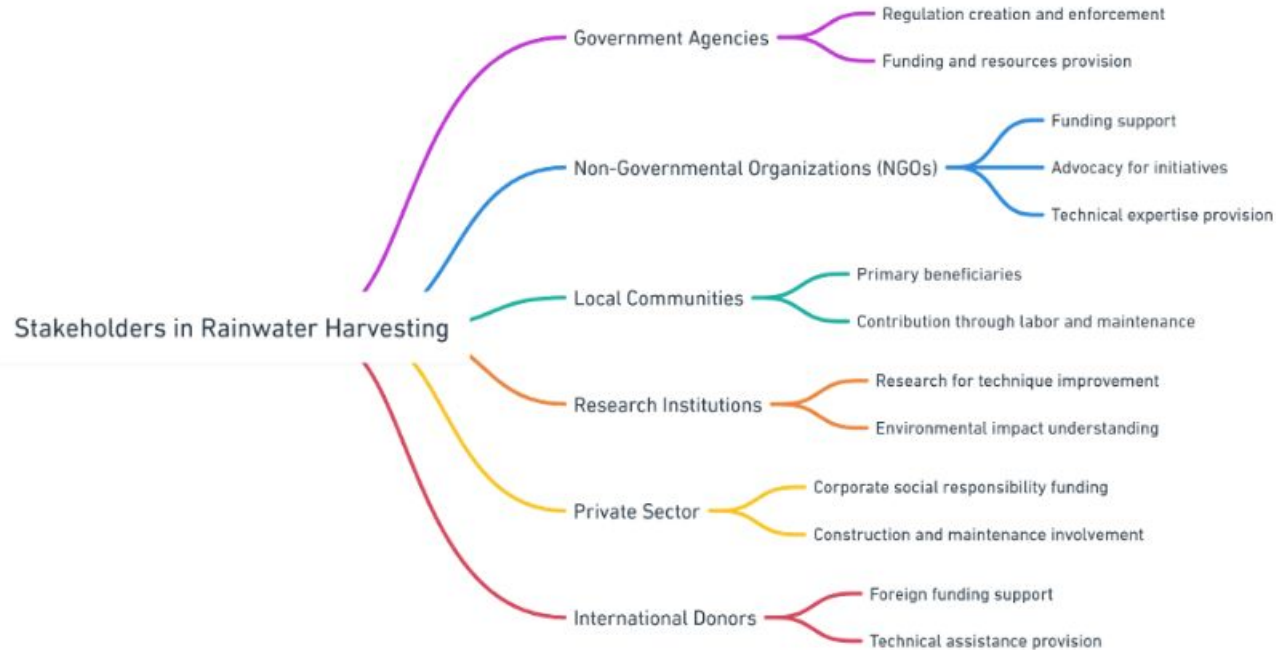 Stakeholders in Rainwater Harvesting
Government Agencies
Regulation creation and enforcement
Funding and resources provision
Non-Governmental Organizations (NGOs)
Funding support
Advocacy for initiatives
Technical expertise provision
Local Communities
Primary beneficiaries
Contribution through labor and maintenance
Research Institutions
Research for technique improvement
Environmental impact understanding
Private Sector
Corporate social responsibility funding
Construction and maintenance involvement
International Donors
Foreign funding support
Technical assistance provision